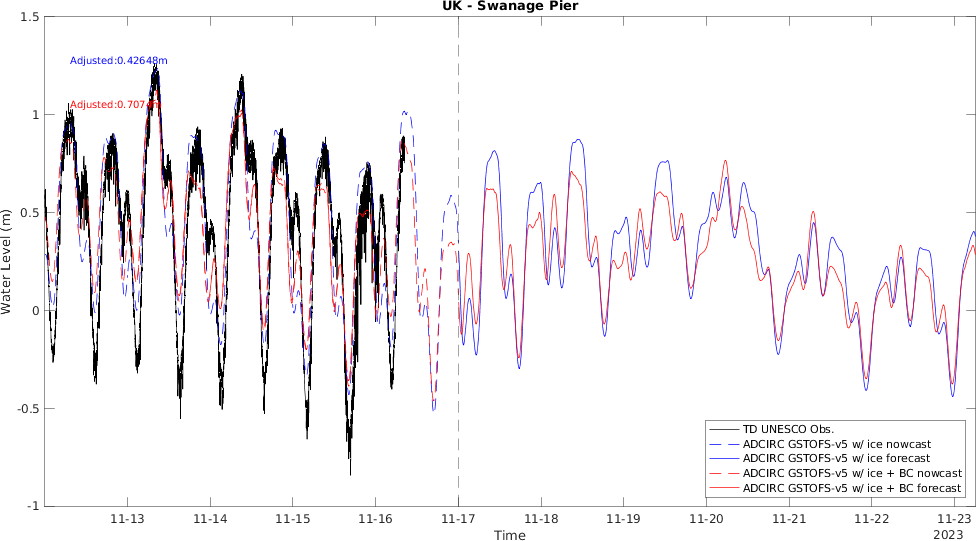 UK - Swanage Pier
1.5
Adjusted:0.42648m
Adjusted:0.707
1
0.5
0
-0.5
-1
Water Level (m)
TD UNESCO Obs.
ADCIRC GSTOFS-v5 w/ ice nowcast
ADCIRC GSTOFS-v5 w/ ice forecast
ADCIRC GSTOFS-v5 w/ ice + BC nowcast
ADCIRC GSTOFS-v5 w/ ice + BC forecast
11-13 11-14 11-15 11-16 11-17 11-18 11-19 11-20 11-21 11-22 11-23
2023
Time